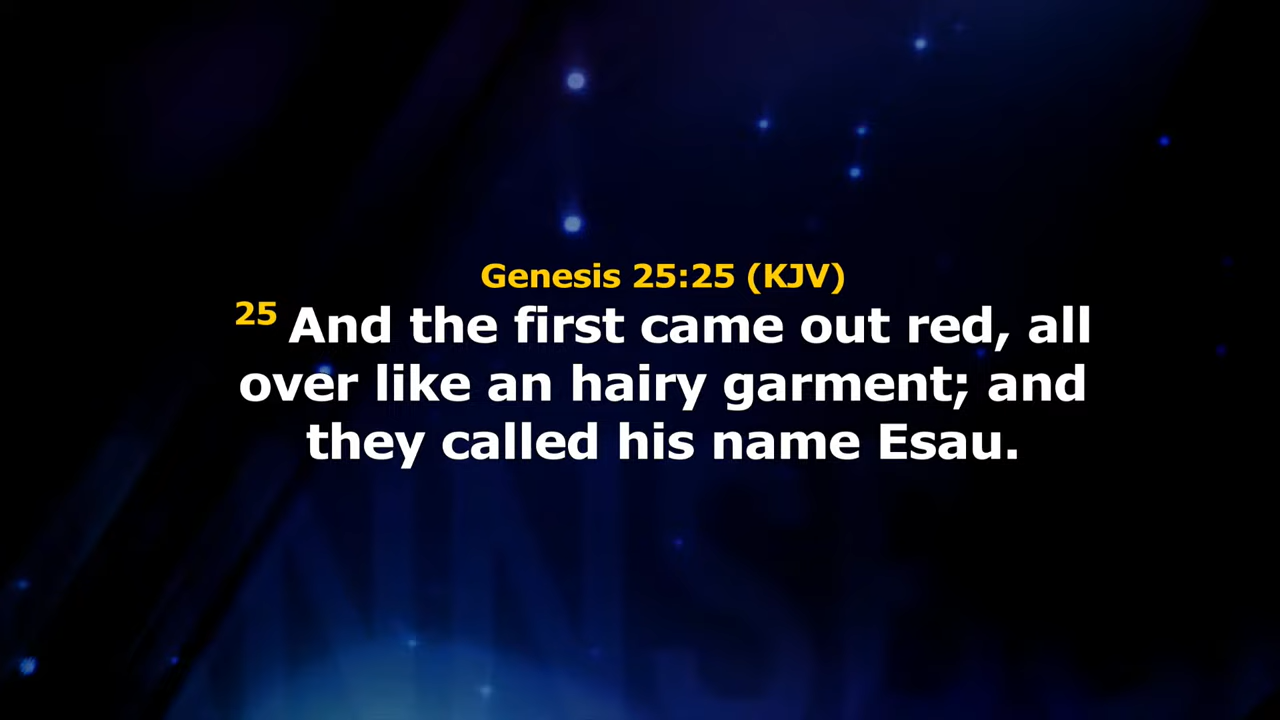 Genesis 25:25 (KJV)
25 And the first came out red, all
over like an hairy garment; and
they called his name Esau.